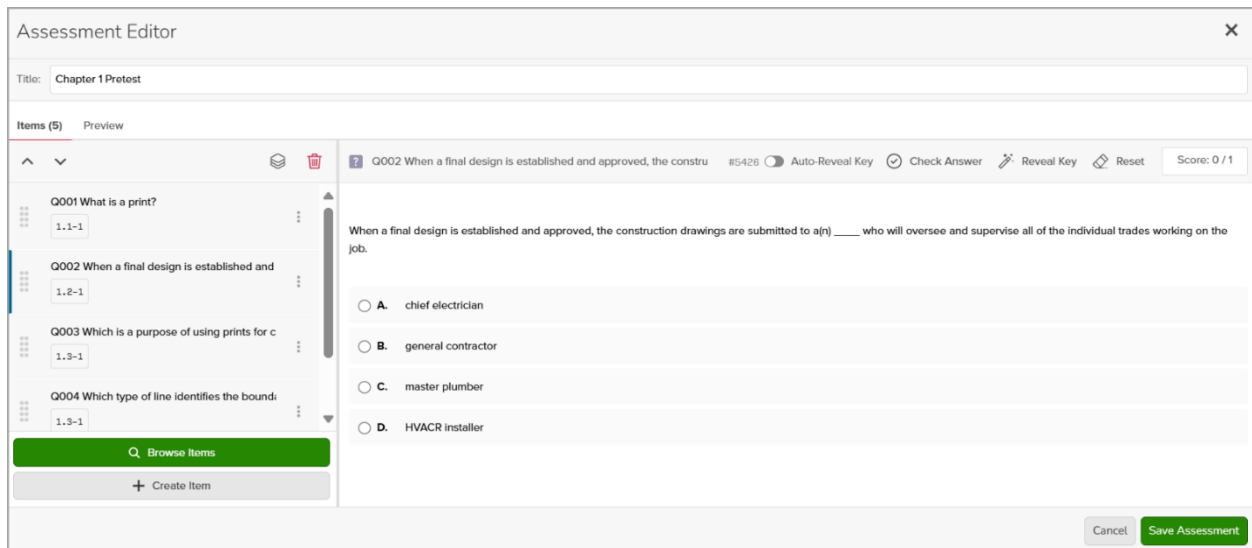 Assessment Editor
Title: Chapter 1 Pretest
Items (5) Preview
Q002 When a final design is established and approved, the constru #5426 Auto-Reveal Key Check Answer Reveal Key Reset Score: 0 / 1
Q001 What is a print?
1.1-1
Q002 When a final design is established and
1.2-1
Q003 Which is a purpose of using prints for c
1.3-1
Q004 Which type of line identifies the bounda
1.3-1
Browse Items
+ Create Item
When a final design is established and approved, the construction drawings are submitted to a(n) ____ who will oversee and supervise all of the individual trades working on the
job.
A. chief electrician
B. general contractor
C. master plumber
D. HVACR installer
Cancel Save Assessment